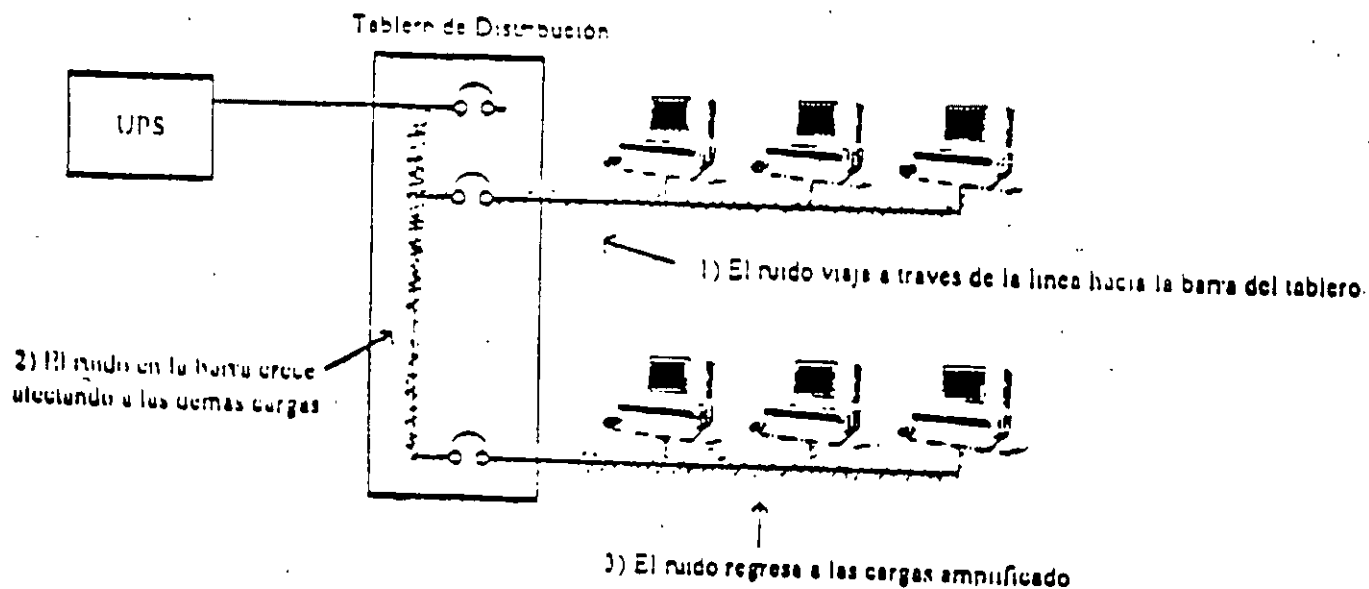 Tablero de Distribución
UPS
1) El ruido viaja a traves de la linea hacia la barra del tablero.
2) El ruido en la barra crece
afectando a las demas cargas
3) El ruido regresa a las cargas amplificado